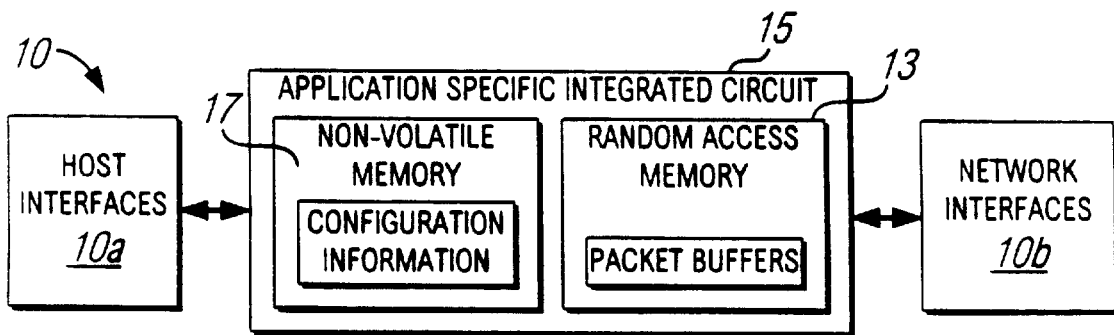 10
15
13
APPLICATION SPECIFIC INTEGRATED CIRCUIT
17
HOST
INTERFACES
10a
NON-VOLATILE
MEMORY
CONFIGURATION
INFORMATION
RANDOM ACCESS
MEMORY
PACKET BUFFERS
NETWORK
INTERFACES
10b